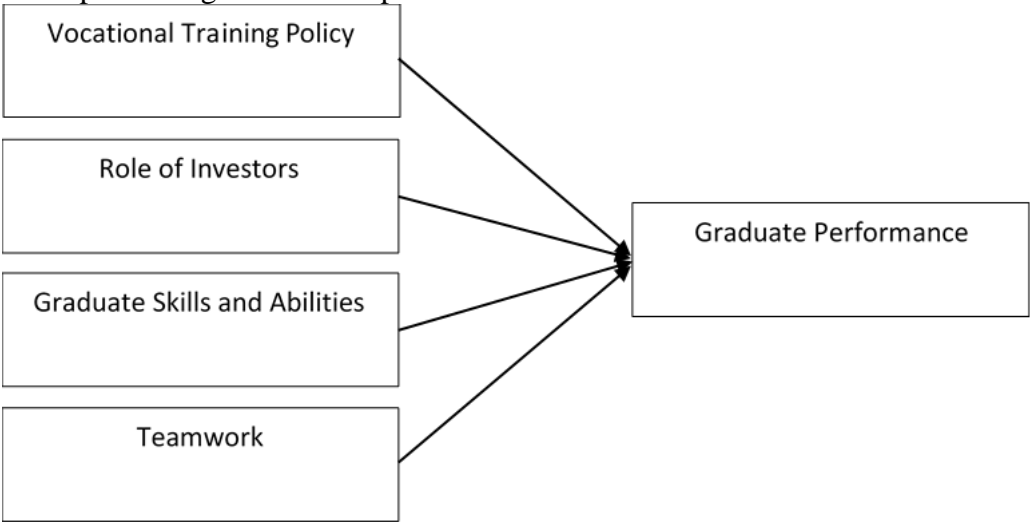 Vocational Training Policy
Role of Investors
Graduate Performance
Graduate Skills and Abilities
Teamwork